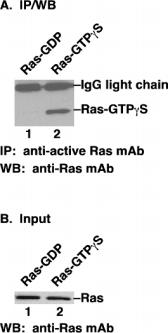 A. IP/WB
Ras-GDP
Ras-GTPγS
IgG light chain
Ras-GTPγS
1 2
IP: anti-active Ras mAb
WB: anti-Ras mAb
B. Input
Ras-GDP
Ras-GTPγS
Ras
1 2
WB: anti-Ras mAb